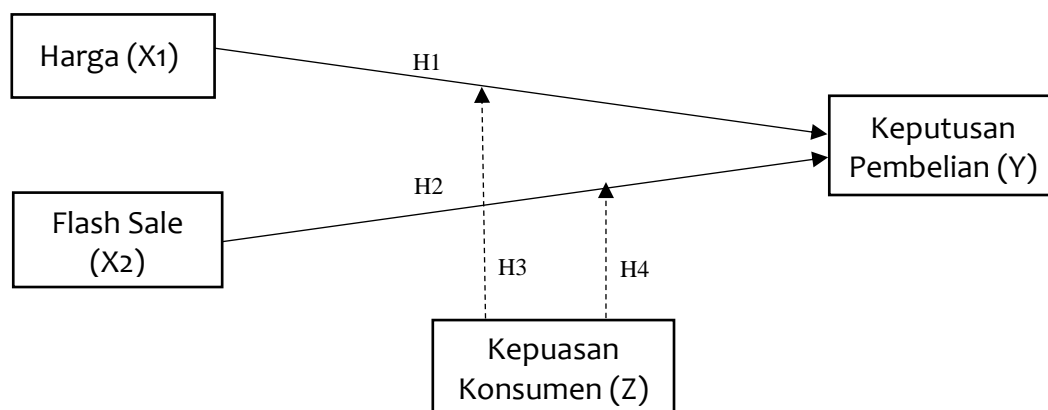 Harga (X1)
H1
Keputusan
Pembelian (Y)
H2
Flash Sale
(X2)
H3
H4
Kepuasan
Konsumen (Z)